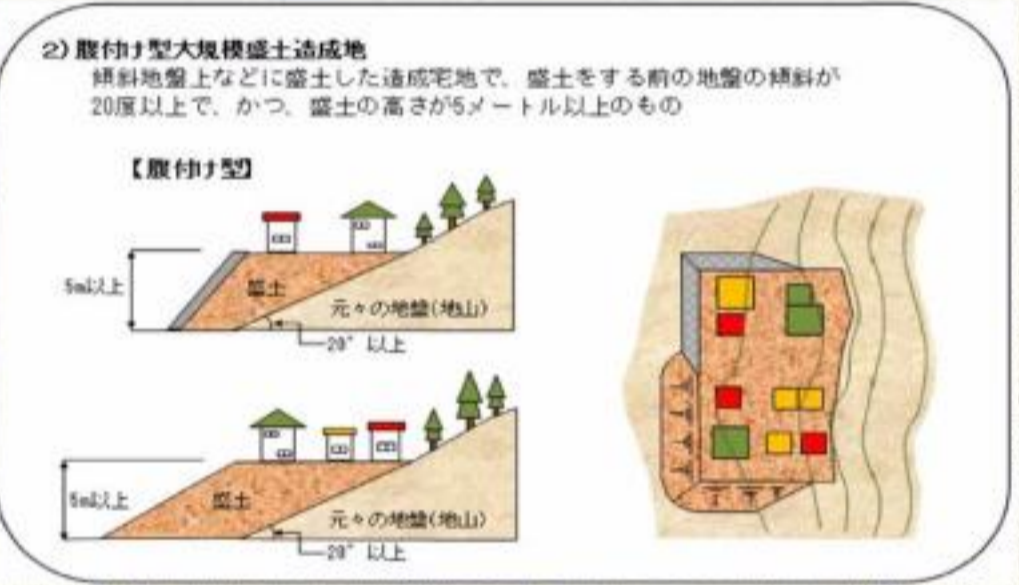 2) 腹付け型大規模盛土造成地
傾斜地盤上などに盛土した造成宅地で、盛土をする前の地盤の傾斜が
20度以上で、かつ、盛土の高さが5メートル以上のもの
【腹付け型】
5m以上
盛土
元々の地盤(地山)
20°以上
5m以上
盛土
元々の地盤(地山)
20°以上